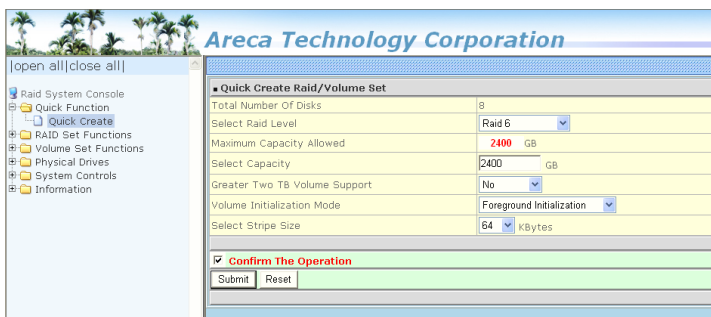 Areca Technology Corporation
|open all|close all|
Raid System Console
Quick Function
Quick Create
RAID Set Functions
Volume Set Functions
Physical Drives
System Controls
Information
Quick Create Raid/Volume Set
Total Number Of Disks 8
Select Raid Level Raid 6
Maximum Capacity Allowed 2400 GB
Select Capacity 2400 GB
Greater Two TB Volume Support No
Volume Initialization Mode Foreground Initialization
Select Stripe Size 64 KBytes
Confirm The Operation
Submit Reset